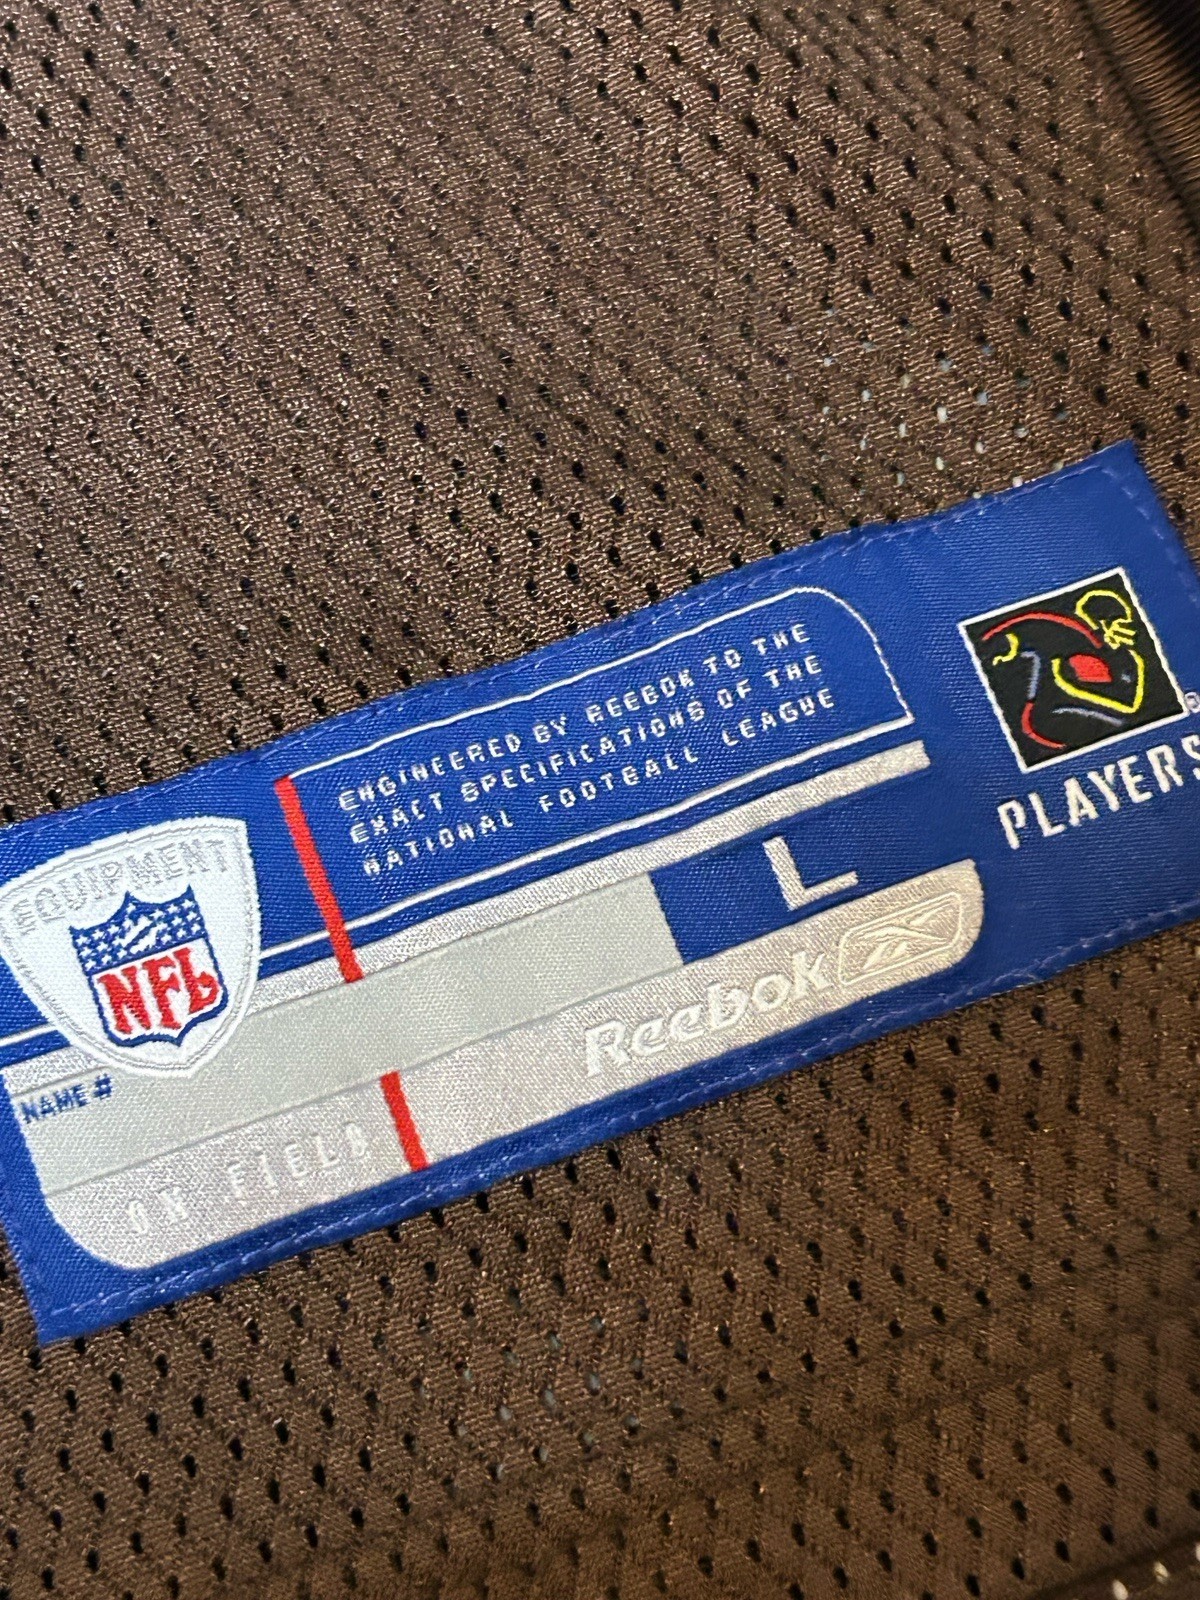 ENGINEERED BY REEBOK TO THE
EXACT SPECIFICATIONS OF THE
NATIONAL FOOTBALL LEAGUE
PLAYERS
EQUIPMENT
NFL
L
Reebok
NAME #
ON FIELD